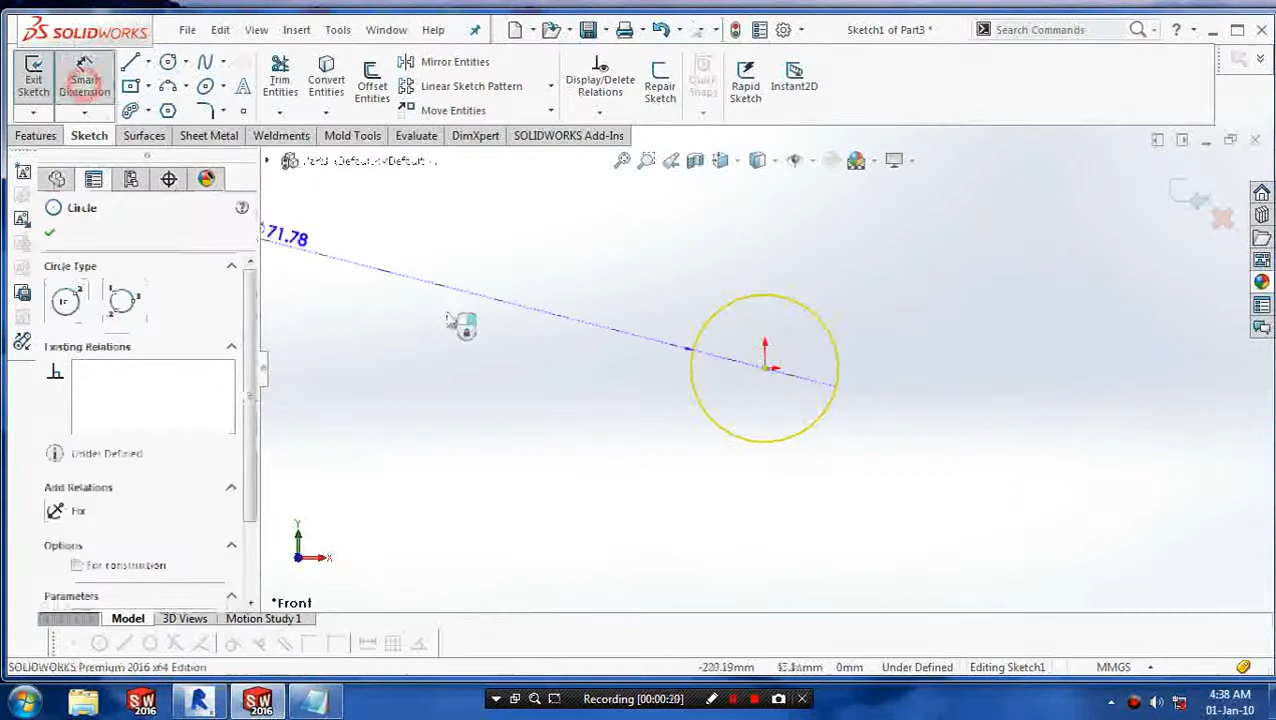 SOLIDWORKS
File Edit View Insert Tools Window Help
Sketch1 of Part3 *
Search Commands
?
Exit Sketch
Smart Dimension
Trim Entities
Convert Entities
Offset Entities
Mirror Entities
Linear Sketch Pattern
Move Entities
Display/Delete Relations
Repair Sketch
Quick Snaps
Rapid Sketch
Instant2D
Features Sketch Surfaces Sheet Metal Weldments Mold Tools Evaluate DimXpert SOLIDWORKS Add-Ins
Circle
Circle Type
Existing Relations
Under Defined
Add Relations
Fix
Options
For construction
Parameters
71.78
Y
X
*Front
Model 3D Views Motion Study 1
SOLIDWORKS Premium 2016 x64 Edition
0mm Under Defined Editing Sketch1 MMGS
SW 2016
R
SW 2016
Recording [00:00:20]
4:38 AM
01-Jan-10